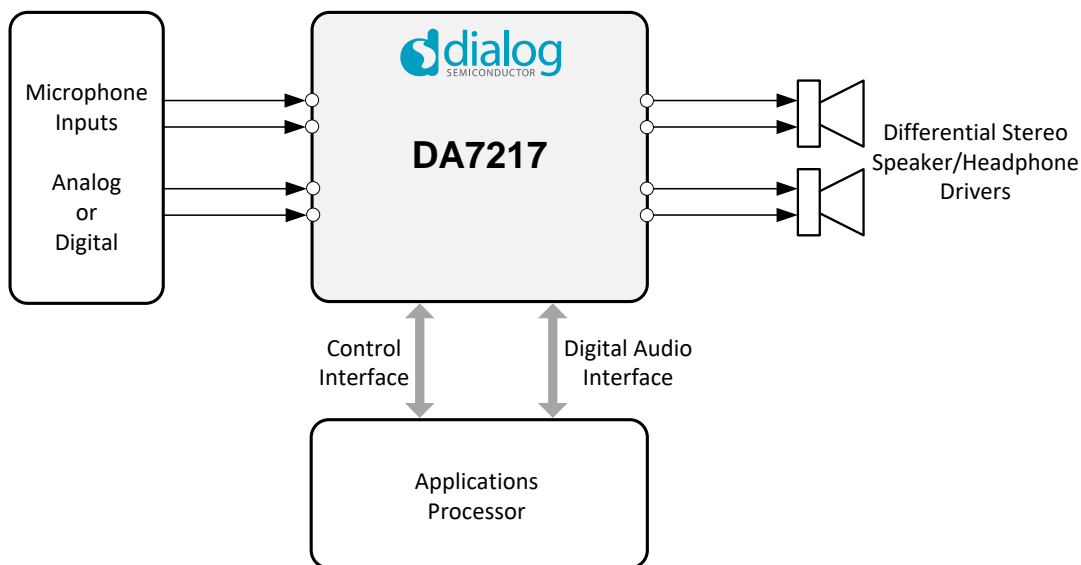 Microphone
Inputs
Analog
or
Digital
dialog
SEMICONDUCTOR
DA7217
Differential Stereo
Speaker/Headphone
Drivers
Control
Interface
Digital Audio
Interface
Applications
Processor